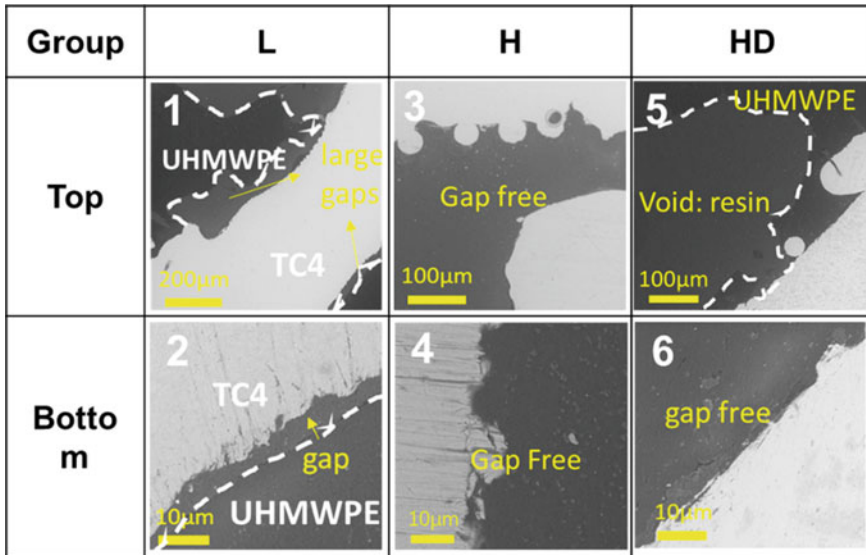 Group L H HD
Top
1
UHMWPE
large
gaps
TC4
200μm
3
Gap free
100μm
5
UHMWPE
Void: resin
100μm
Botto
m
2
TC4
gap
UHMWPE
10μm
4
Gap Free
10μm
6
gap free
10μm